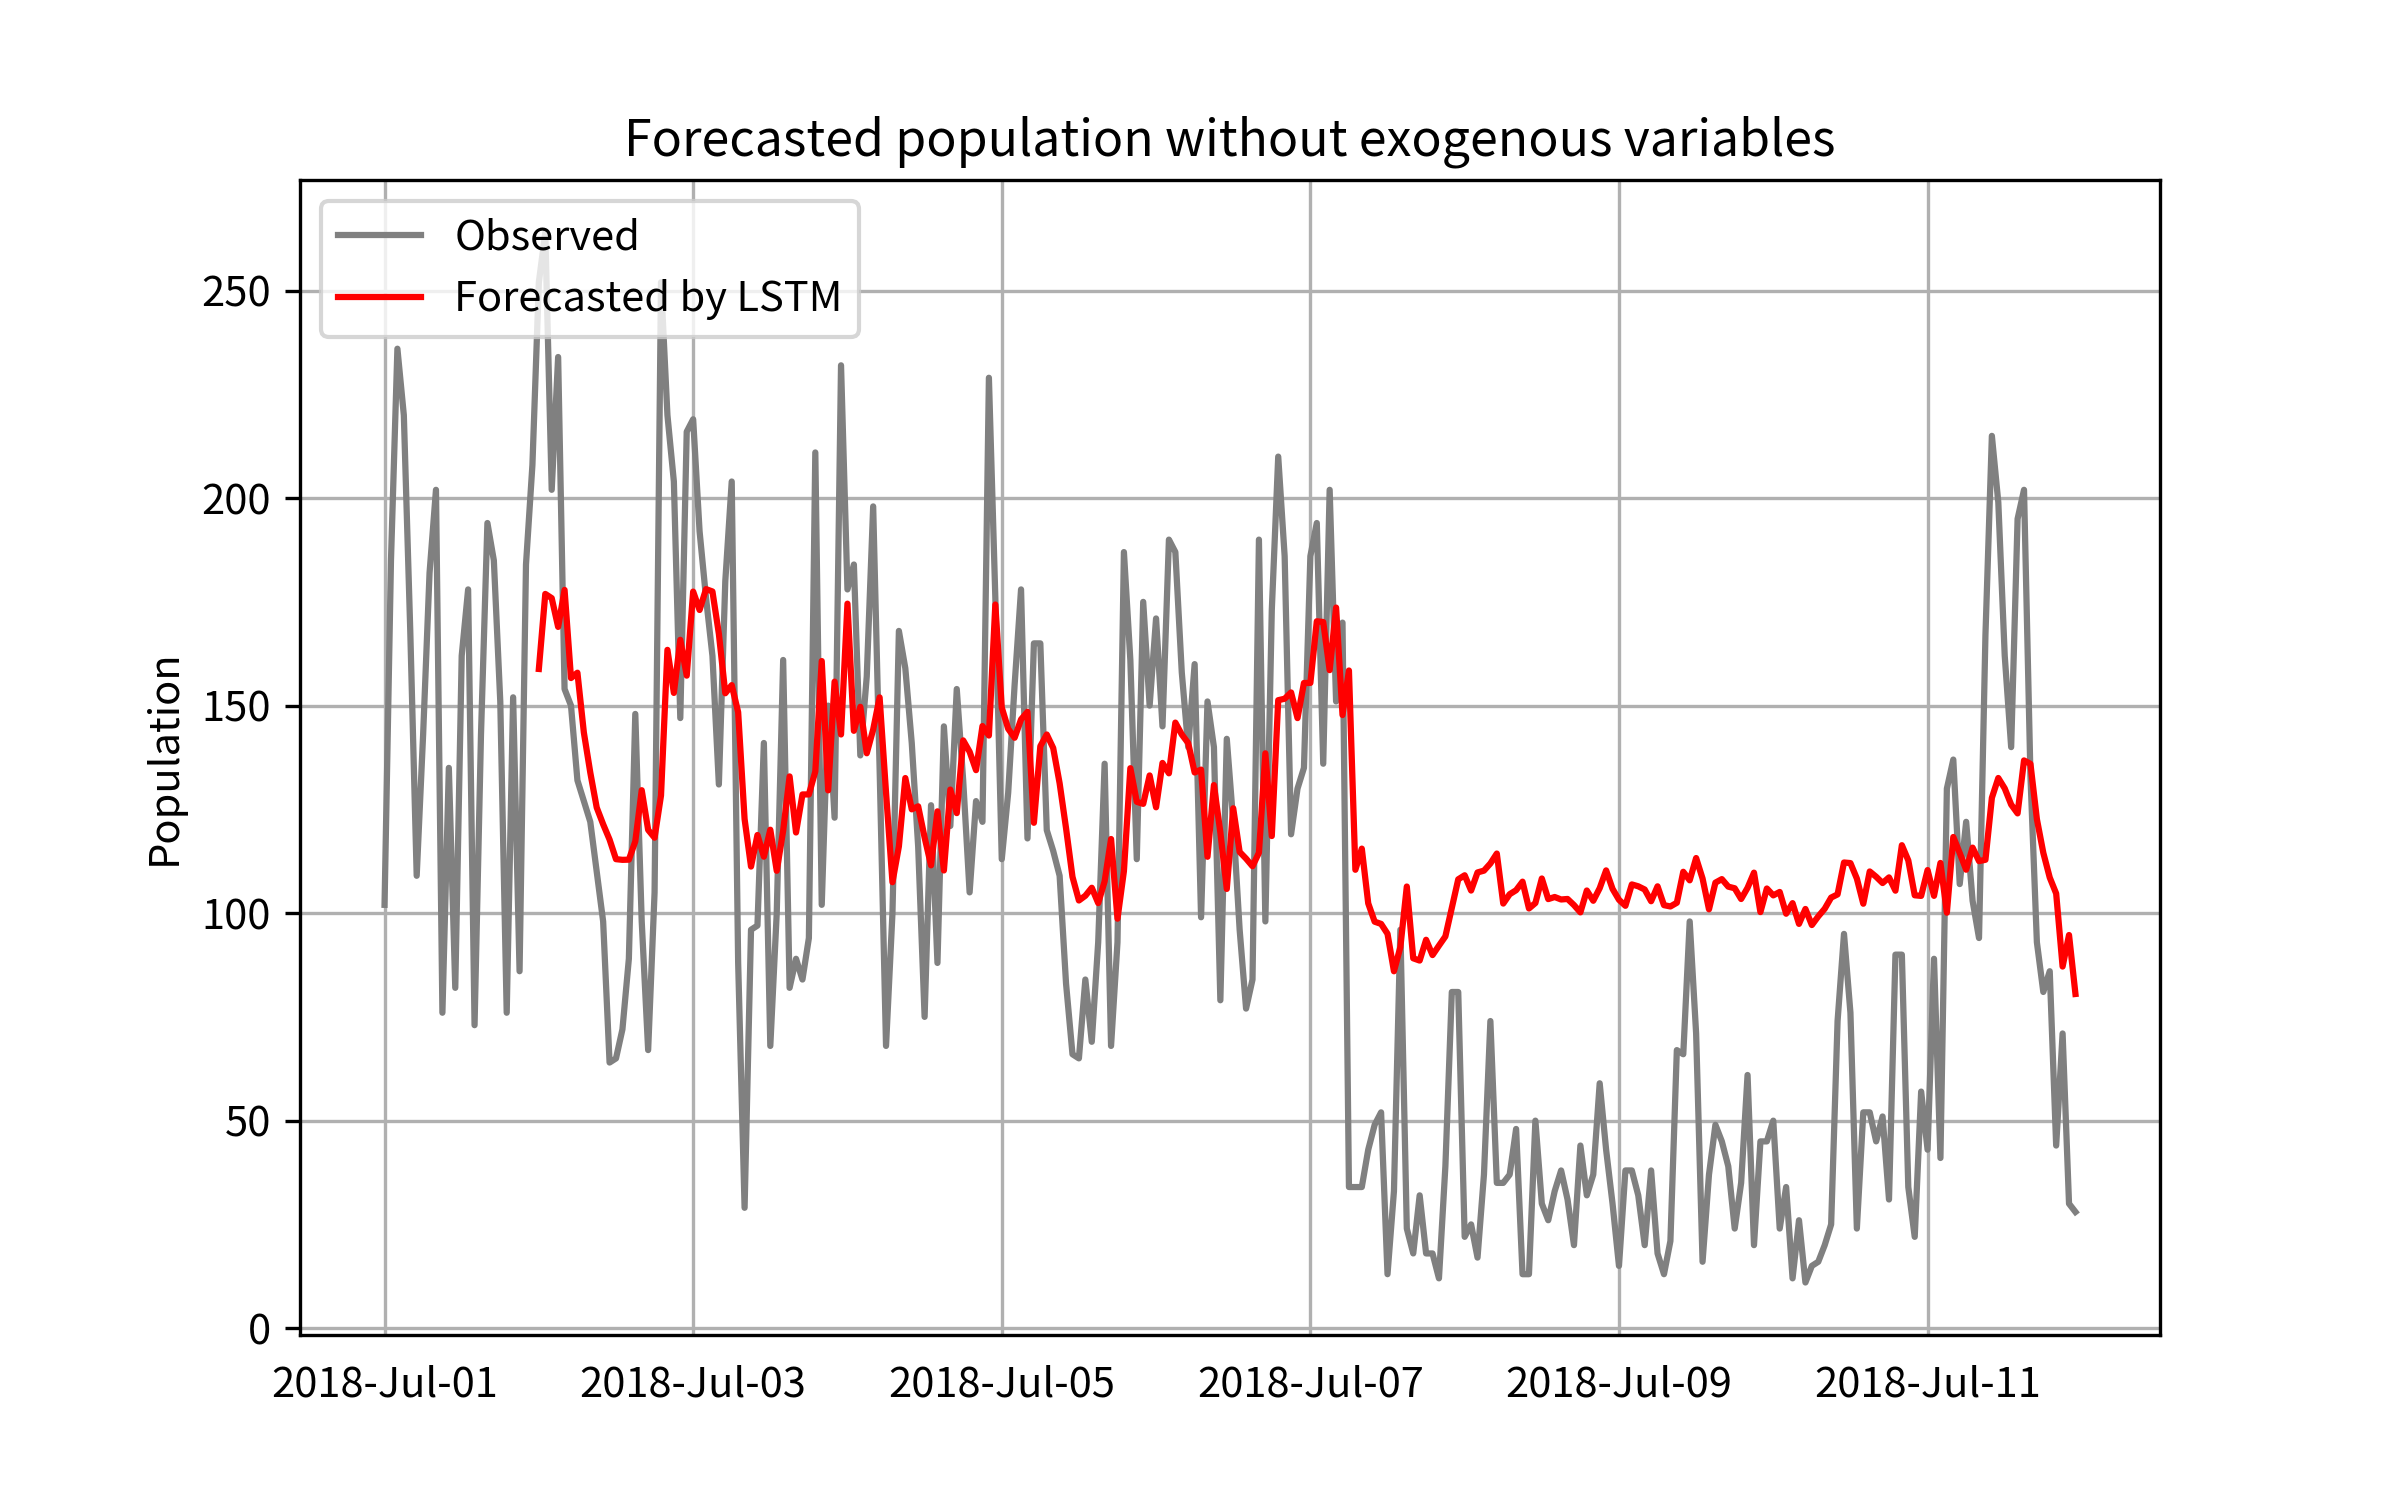 Forecasted population without exogenous variables
Observed
Forecasted by LSTM
Population
250
200
150
100
50
0
2018-Jul-01
2018-Jul-03
2018-Jul-05
2018-Jul-07
2018-Jul-09
2018-Jul-11